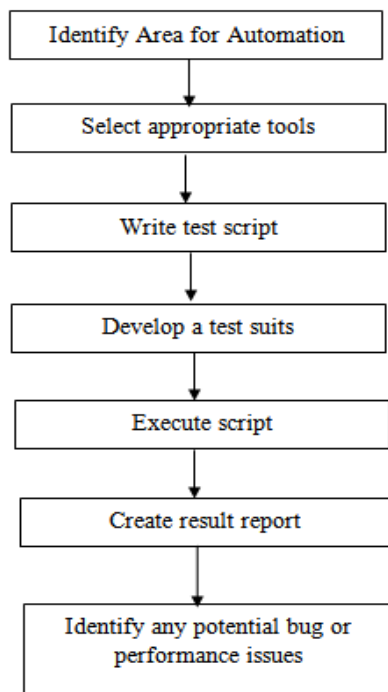 Identify Area for Automation
Select appropriate tools
Write test script
Develop a test suits
Execute script
Create result report
Identify any potential bug or
performance issues